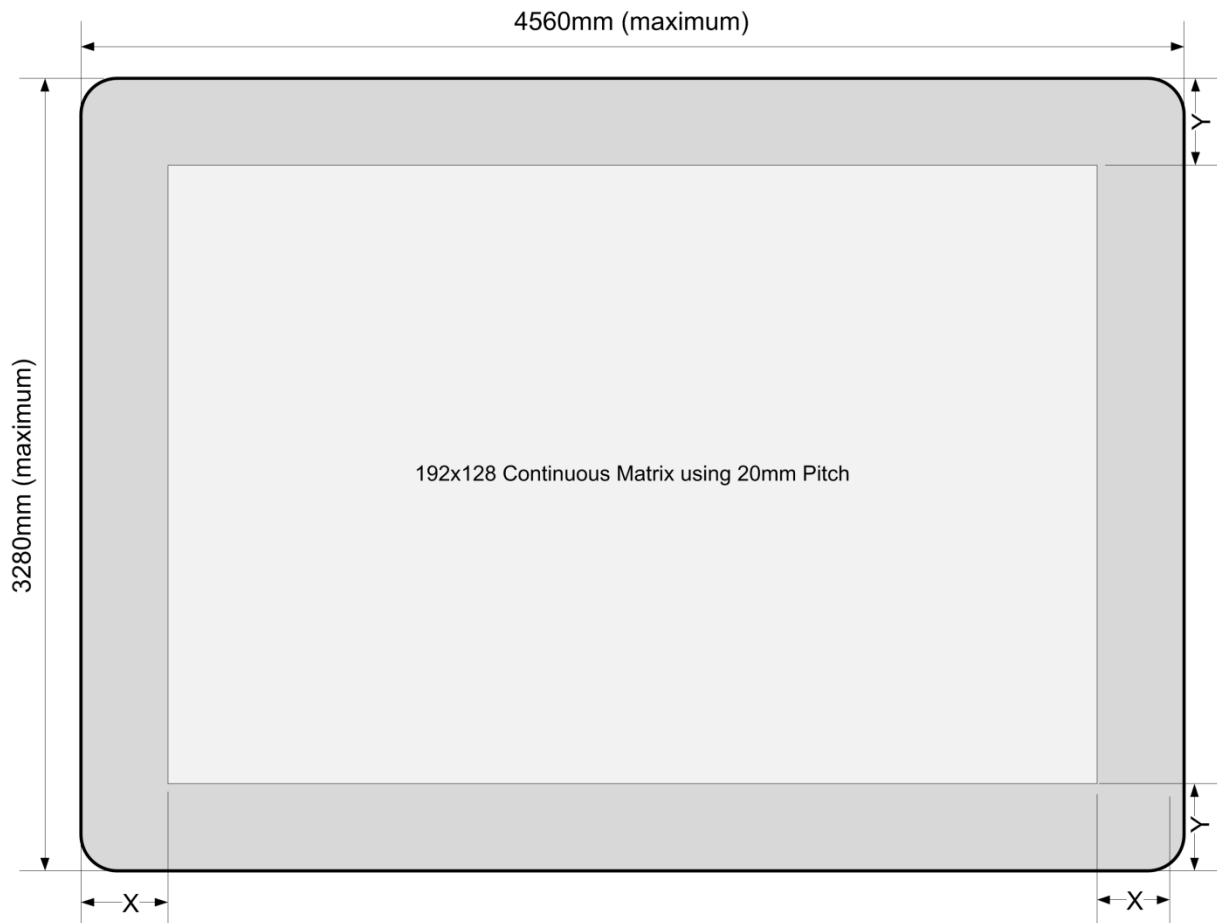 4560mm (maximum)
Y
3280mm (maximum)
192x128 Continuous Matrix using 20mm Pitch
Y
X
X